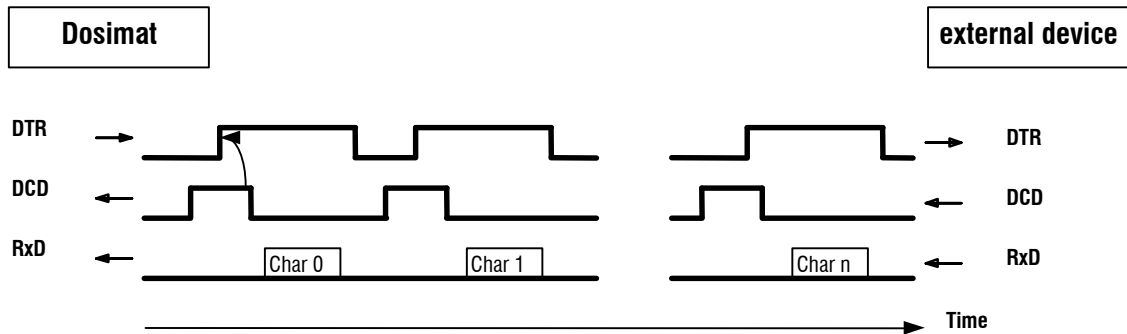 Dosimat external device
DTR DTR
DCD DCD
RxD Char 0 Char 1 Char n RxD
Time